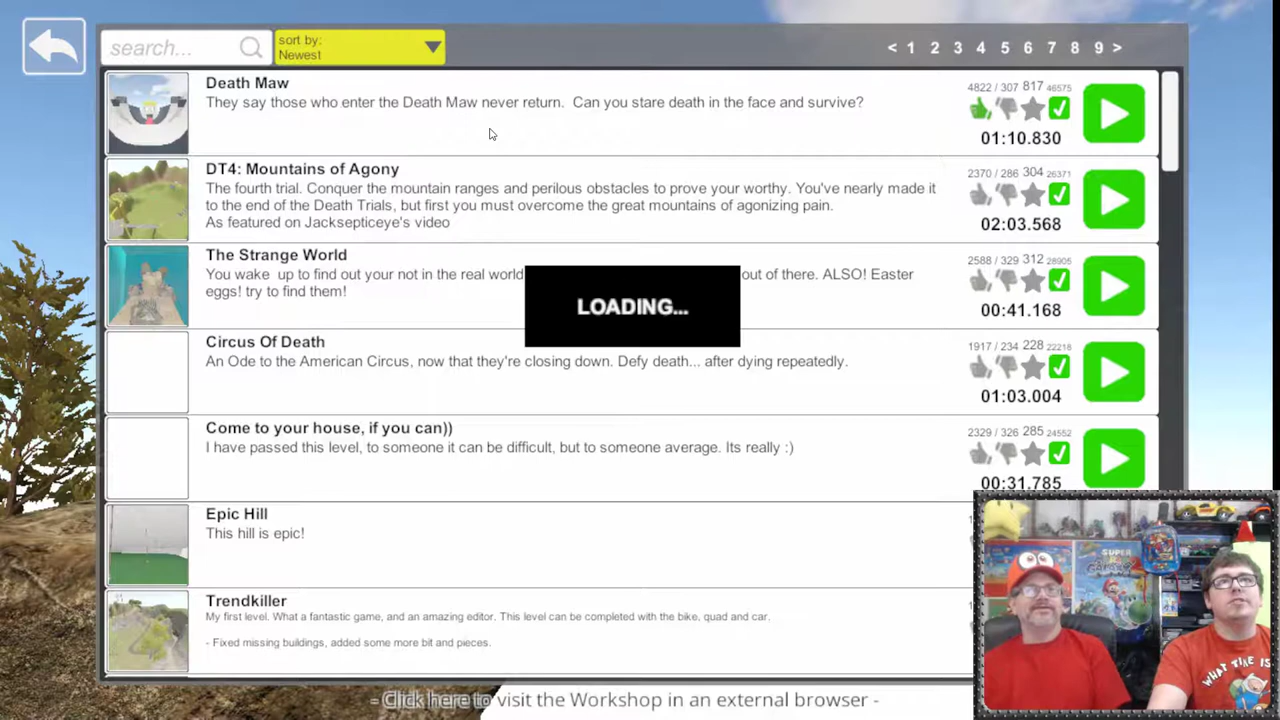 search...
sort by:
Newest
< 1 2 3 4 5 6 7 8 9 >
Death Maw
They say those who enter the Death Maw never return. Can you stare death in the face and survive?
4822 / 307 817 46575
01:10.830
DT4: Mountains of Agony
The fourth trial. Conquer the mountain ranges and perilous obstacles to prove your worthy. You've nearly made it
to the end of the Death Trials, but first you must overcome the great mountains of agonizing pain.
As featured on Jacksepticeye's video
2370 / 286 304 26371
02:03.568
The Strange World
You wake up to find out your not in the real world out of there. ALSO! Easter
eggs! try to find them!
2588 / 329 312 28905
00:41.168
LOADING...
Circus Of Death
An Ode to the American Circus, now that they're closing down. Defy death... after dying repeatedly.
1917 / 234 228 22218
01:03.004
Come to your house, if you can))
I have passed this level, to someone it can be difficult, but to someone average. Its really :)
2329 / 326 285 24552
00:31.785
Epic Hill
This hill is epic!
Trendkiller
My first level. What a fantastic game, and an amazing editor. This level can be completed with the bike, quad and car.
- Fixed missing buildings, added some more bit and pieces.
- Click here to visit the Workshop in an external browser -
SUPER
WHAT TIME IS